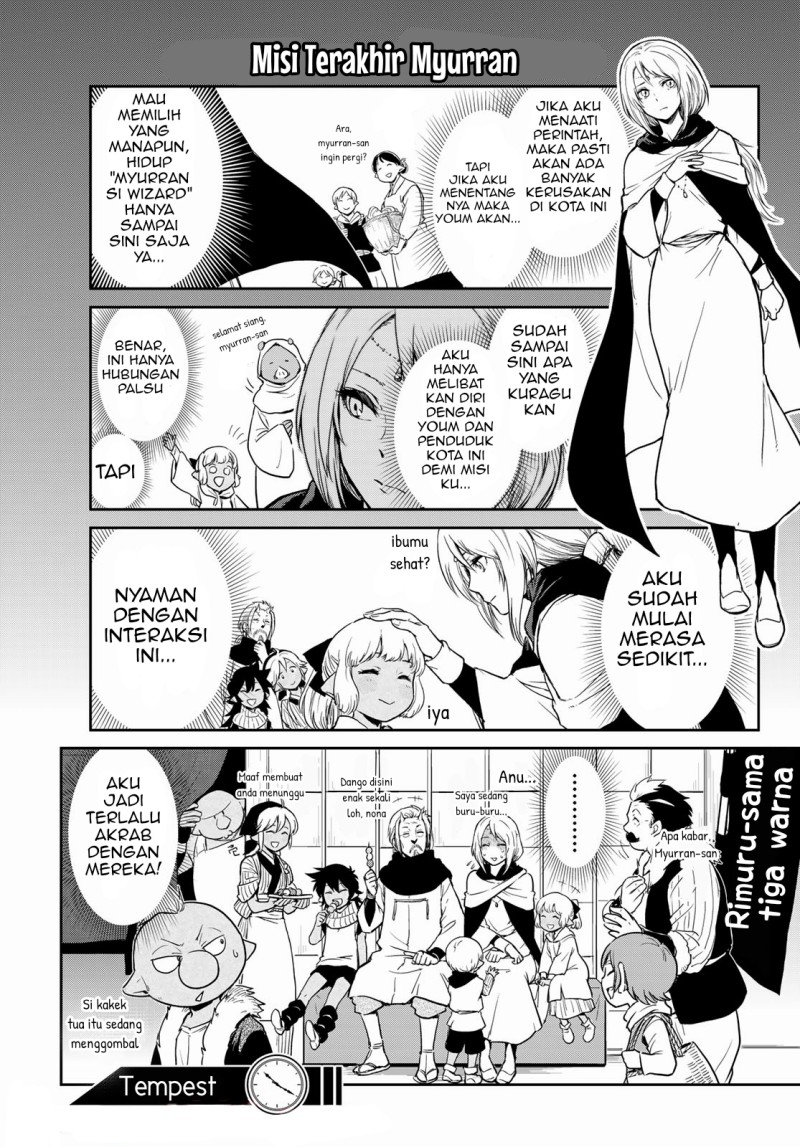 Misi Terakhir Myurran
JIKA AKU
MENAATI
PERINTAH,
MAKA PASTI
AKAN ADA
BANYAK
KERUSAKAN
DI KOTA INI
TAPI
JIKA AKU
MENENTANG
NYA MAKA
YOUM AKAN...
Ara,
myurran-san
ingin pergi?
MAU
MEMILIH
YANG
MANAPUN,
HIDUP
"MYURRAN
SI WIZARD"
HANYA
SAMPAI
SINI SAJA
YA...
SUDAH
SAMPAI
SINI APA
YANG
KURAGU
KAN
AKU
HANYA
MELIBAT
KAN DIRI
DENGAN
YOUM DAN
PENDUDUK
KOTA INI
DEMI MISI
KU...
selamat siang,
myurran-san
BENAR,
INI HANYA
HUBUNGAN
PALSU
TAPI
AKU
SUDAH
MULAI
MERASA
SEDIKIT...
ibumu
sehat?
iya
NYAMAN
DENGAN
INTERAKSI
INI...
Rimuru-sama
tiga warna
Apa kabar,
Myurran-san
.........
Anu...
Saya sedang
buru-buru...
Dango disini
enak sekali
loh, nona
Maaf membuat
anda menunggu
AKU
JADI
TERLALU
AKRAB
DENGAN
MEREKA!
Si kakek
tua itu sedang
menggombal
Tempest